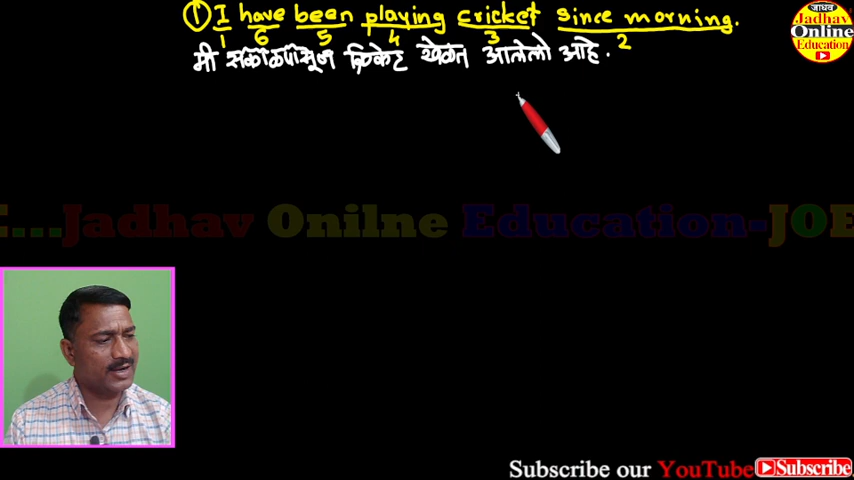 ① I have been playing cricket since morning.
1 6 5 4 3 2
मी सकाळपासून क्रिकेट खेळत आलेलो आहे.
जाधव
Jadhav
Online
Education
E...Jadhav Onilne Education-JOE
Subscribe our YouTube Subscribe